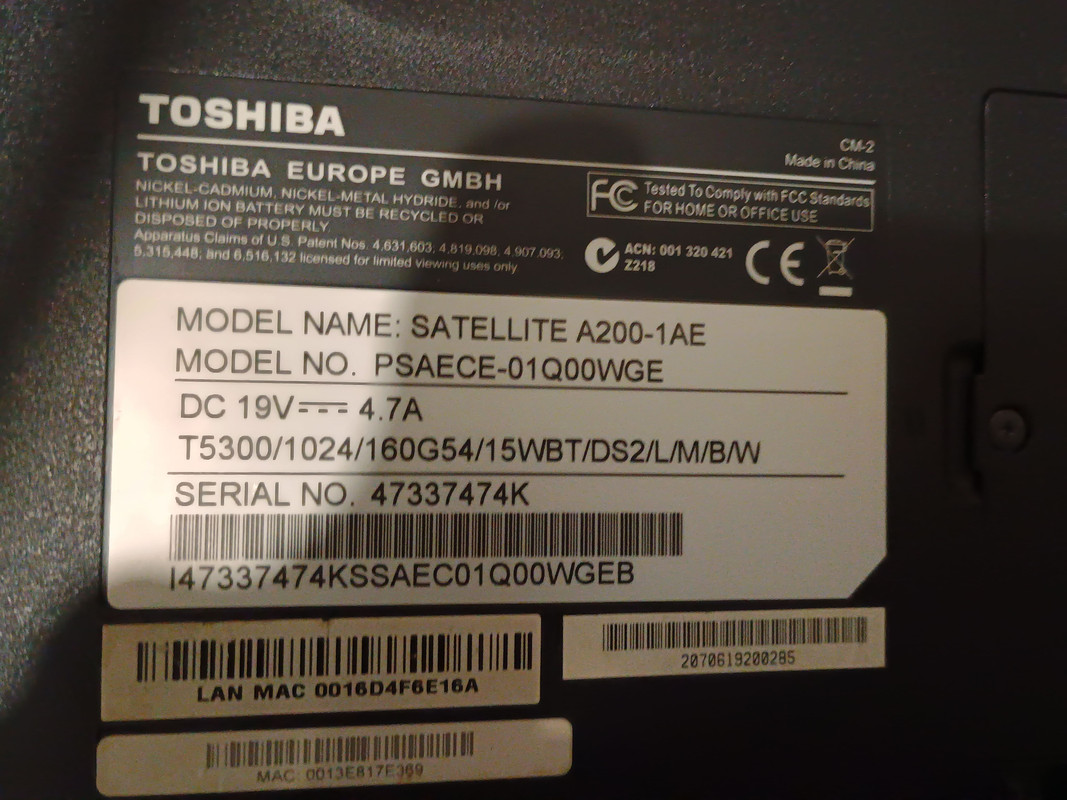 TOSHIBA
CM-2
Made in China
TOSHIBA EUROPE GMBH
NICKEL-CADMIUM, NICKEL-METAL HYDRIDE, and /or
LITHIUM ION BATTERY MUST BE RECYCLED OR
DISPOSED OF PROPERLY.
Apparatus Claims of U.S. Patent Nos. 4,631,603, 4,819,098, 4,907,093,
5,315,448, and 6,516,132 licensed for limited viewing uses only
FC Tested To Comply with FCC Standards
FOR HOME OR OFFICE USE
ACN: 001 320 421
Z218
CE
MODEL NAME: SATELLITE A200-1AE
MODEL NO. PSAECE-01Q00WGE
DC 19V 4.7A
T5300/1024/160G54/15WBT/DS2/L/M/B/W
SERIAL NO. 47337474K
I47337474KSSAEC01Q00WGEB
LAN MAC 0016D4F6E16A
2070619200285
MAC: 0013E817E369